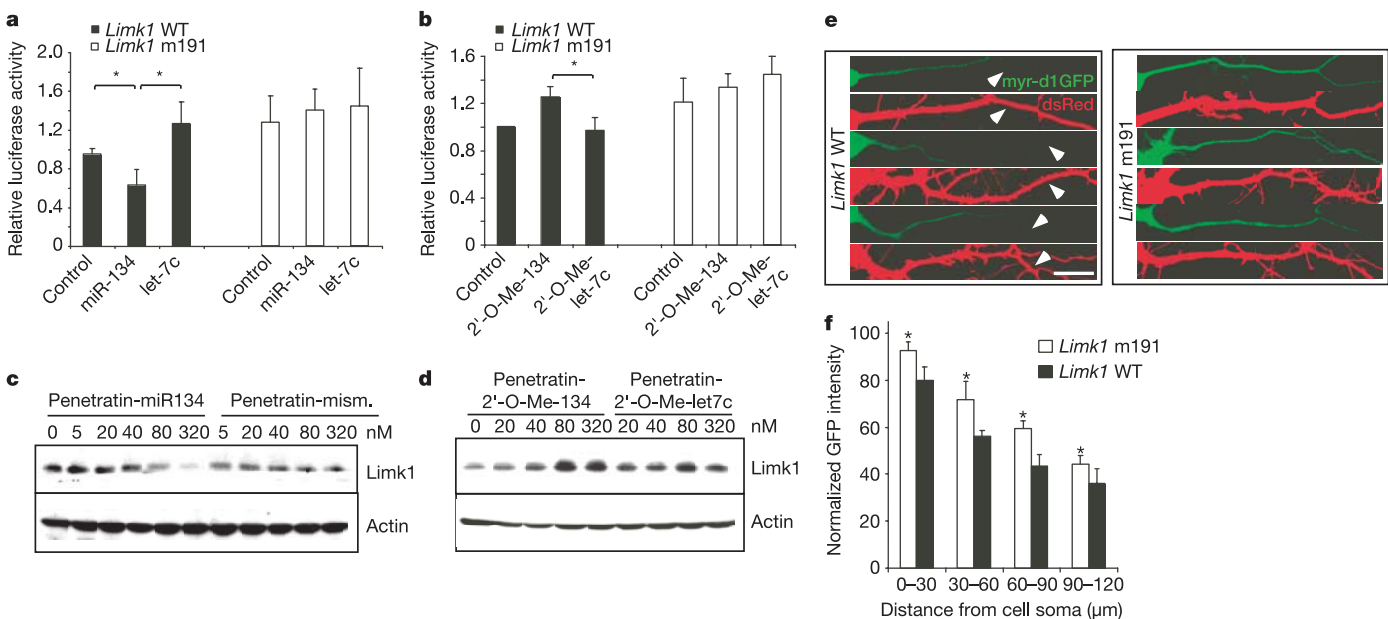 a
Limk1 WT
Limk1 m191
Relative luciferase activity
2.0
1.6
1.2
0.8
0.4
0
*
*
Control
miR-134
let-7c
Control
miR-134
let-7c
b
Limk1 WT
Limk1 m191
Relative luciferase activity
1.6
1.2
1.0
0.8
0.4
0
*
Control
2'-O-Me-134
2'-O-Me-
let-7c
Control
2'-O-Me-134
2'-O-Me-
let-7c
c
Penetratin-miR134 Penetratin-mism.
0 5 20 40 80 320 5 20 40 80 320 nM
Limk1
Actin
d
Penetratin- Penetratin-
2'-O-Me-134 2'-O-Me-let7c
0 20 40 80 320 20 40 80 320 nM
Limk1
Actin
e
Limk1 WT
myr-d1GFP
dsRed
Limk1 m191
f
Normalized GFP intensity
100
80
60
40
20
0
Limk1 m191
Limk1 WT
*
*
*
*
0–30 30–60 60–90 90–120
Distance from cell soma (μm)